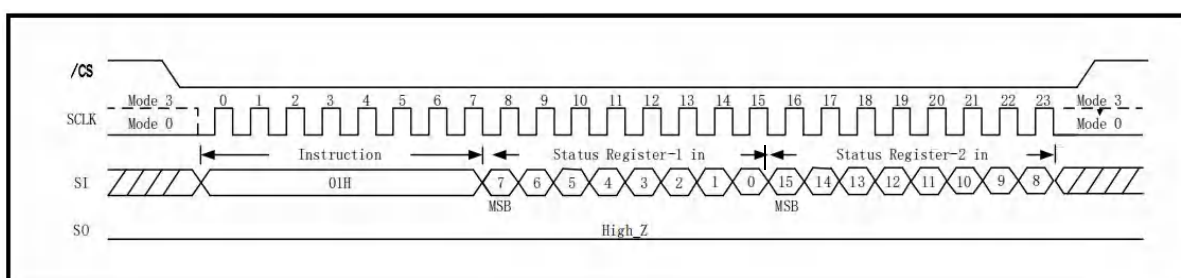 /CS
Mode 3 0 1 2 3 4 5 6 7 8 9 10 11 12 13 14 15 16 17 18 19 20 21 22 23 Mode 3
SCLK Mode 0 Mode 0
Instruction Status Register-1 in Status Register-2 in
SI 01H 7 6 5 4 3 2 1 0 15 14 13 12 11 10 9 8
MSB MSB
SO High_Z